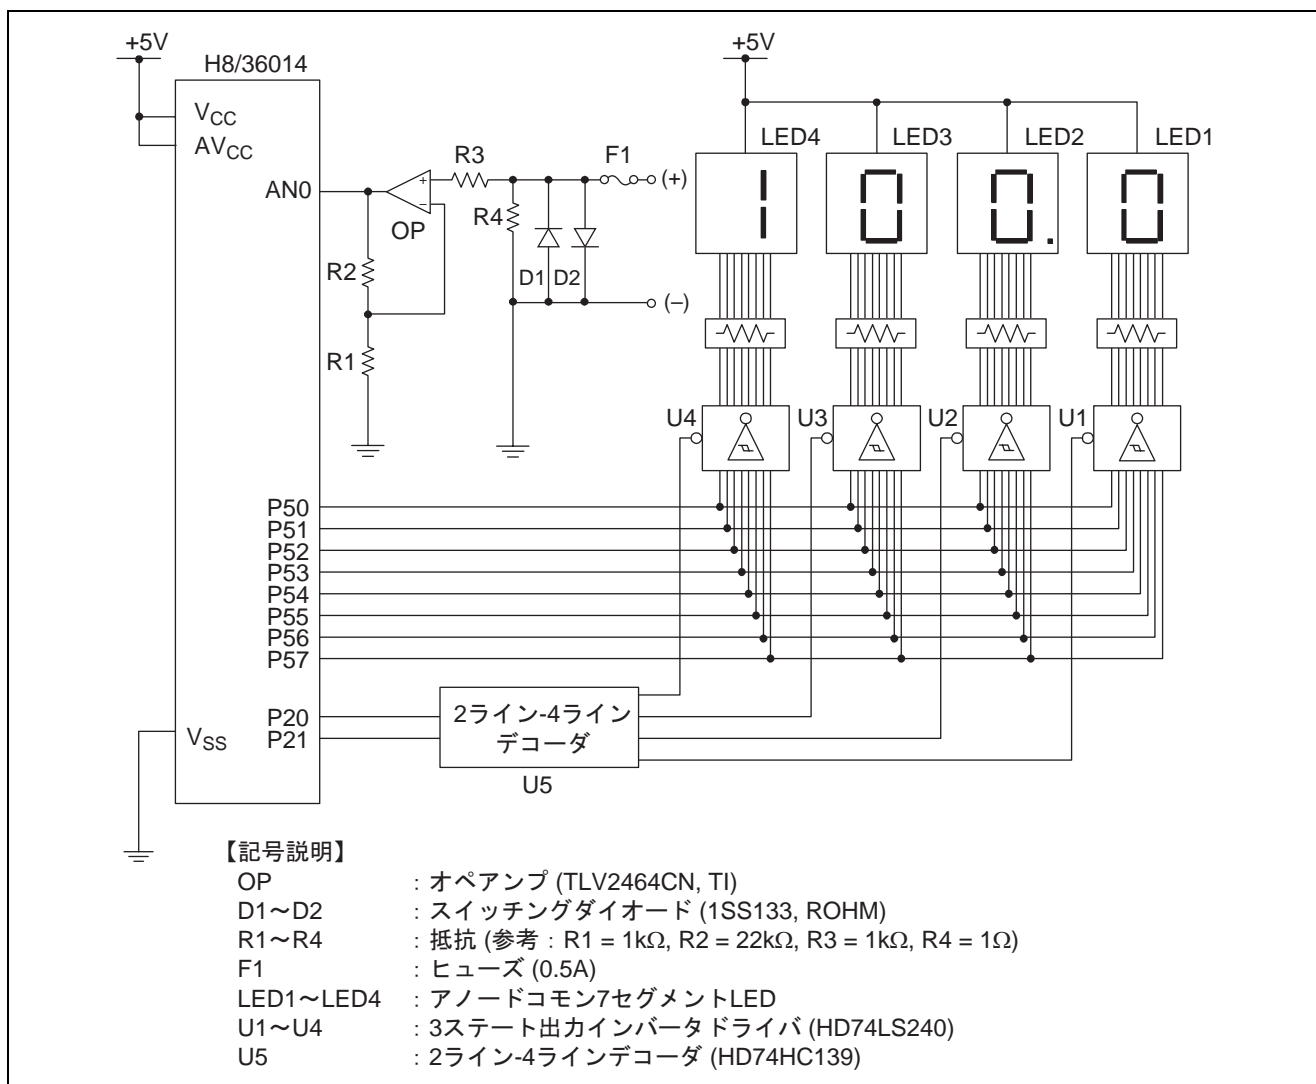 +5V
+5V
H8/36014
VCC
AVCC
LED4
LED3
LED2
LED1
R3
F1
(+)
AN0
+
−
OP
R4
R2
D1
D2
(−)
R1
1
0
0.
0
U4
U3
U2
U1
P50
P51
P52
P53
P54
P55
P56
P57
P20
P21
VSS
2ライン-4ライン
デコーダ
U5
【記号説明】
OP : オペアンプ (TLV2464CN, TI)
D1～D2 : スイッチングダイオード (1SS133, ROHM)
R1～R4 : 抵抗 (参考 : R1 = 1kΩ, R2 = 22kΩ, R3 = 1kΩ, R4 = 1Ω)
F1 : ヒューズ (0.5A)
LED1～LED4 : アノードコモン7セグメントLED
U1～U4 : 3ステート出力インバータドライバ (HD74LS240)
U5 : 2ライン-4ラインデコーダ (HD74HC139)